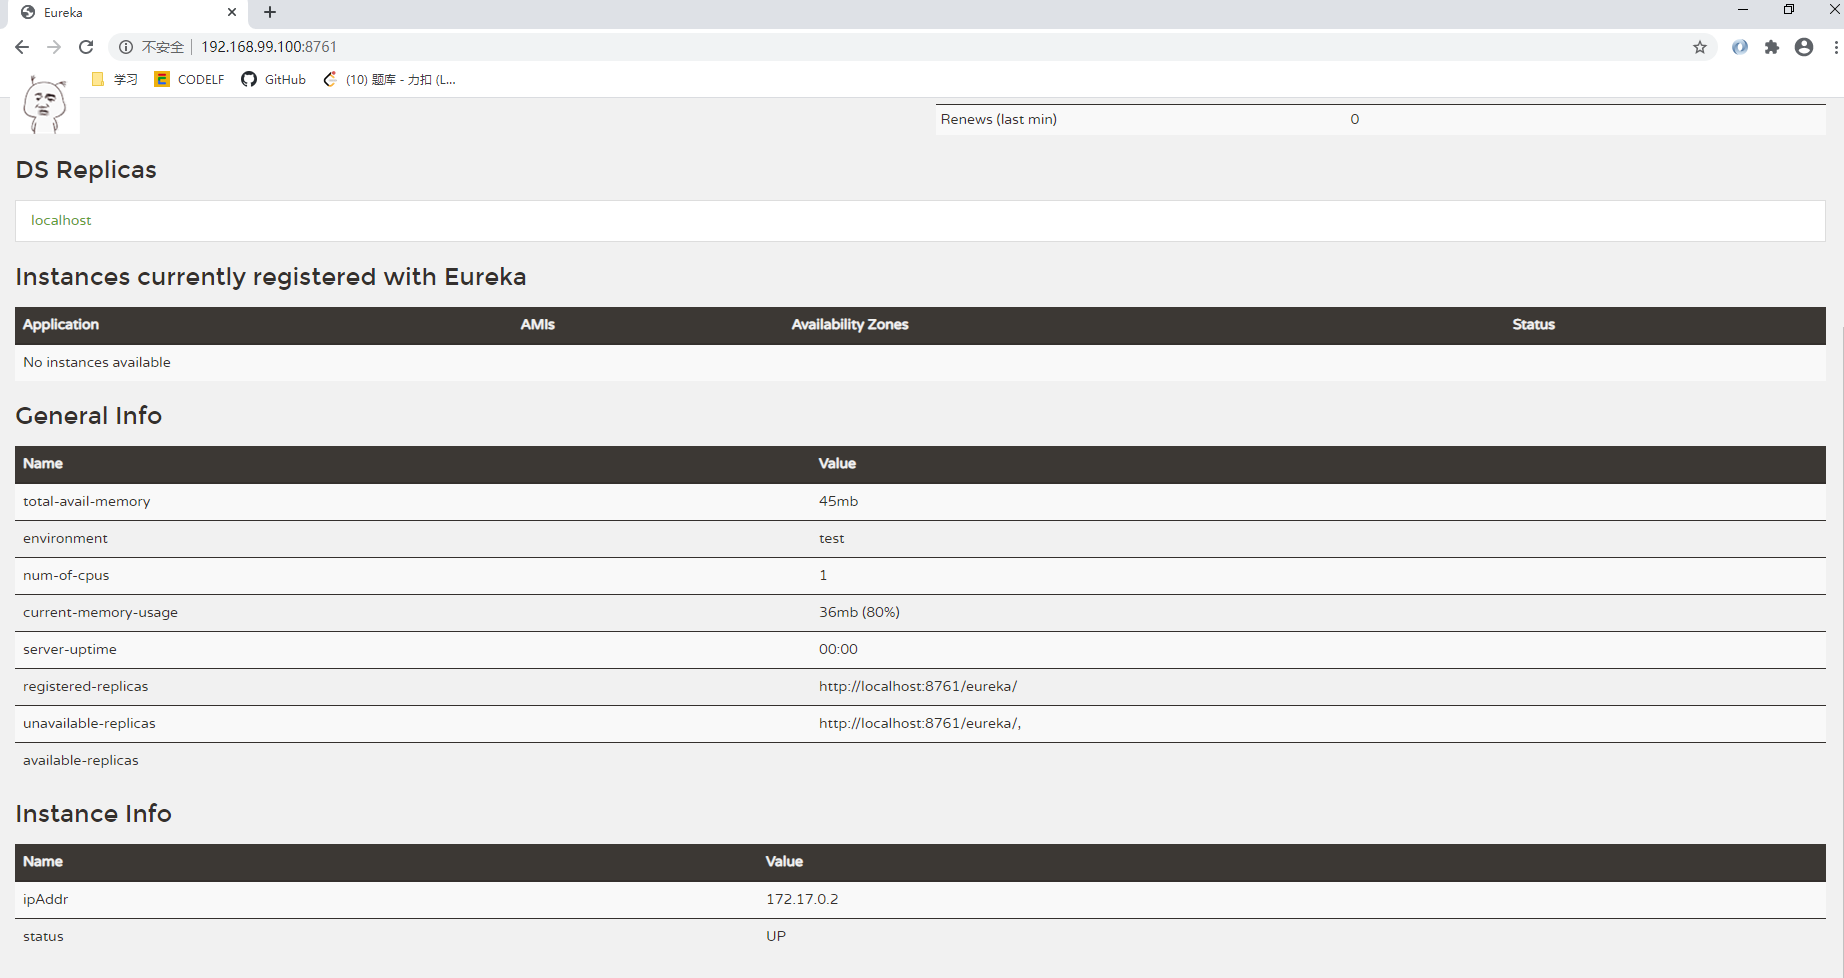 Eureka
不安全 192.168.99.100:8761
学习 CODELF GitHub (10) 题库 - 力扣 (L...
Renews (last min) 0
DS Replicas
localhost
Instances currently registered with Eureka
Application AMIs Availability Zones Status
No instances available
General Info
Name Value
total-avail-memory 45mb
environment test
num-of-cpus 1
current-memory-usage 36mb (80%)
server-uptime 00:00
registered-replicas http://localhost:8761/eureka/
unavailable-replicas http://localhost:8761/eureka/,
available-replicas
Instance Info
Name Value
ipAddr 172.17.0.2
status UP